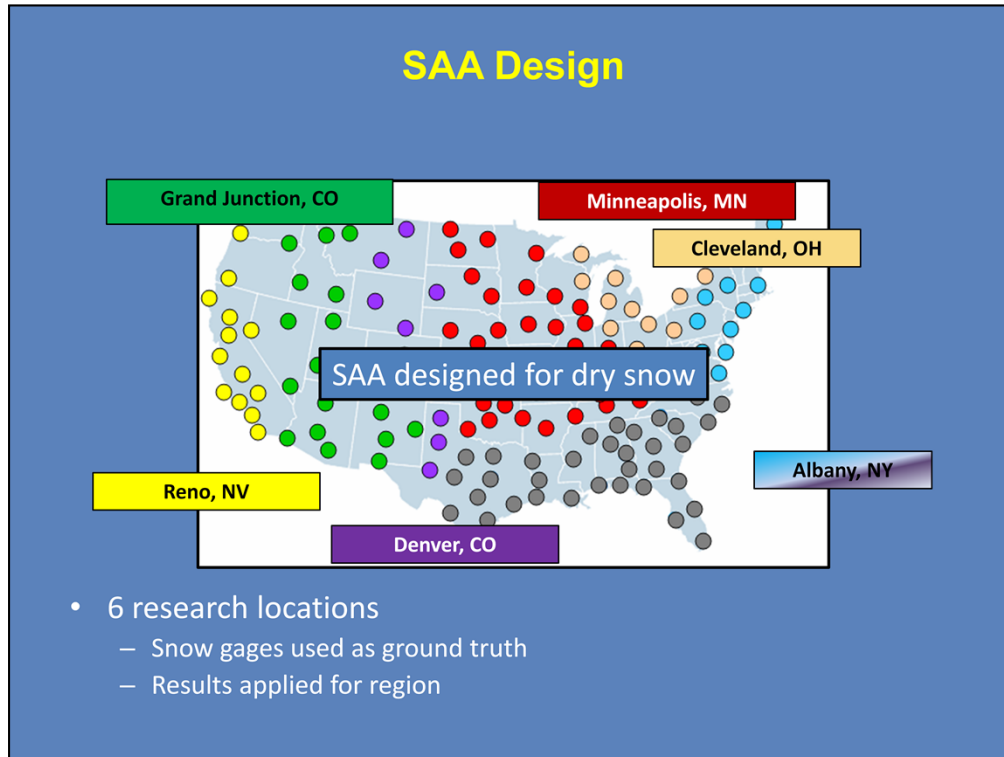 SAA Design
Grand Junction, CO
Minneapolis, MN
Cleveland, OH
SAA designed for dry snow
Albany, NY
Reno, NV
Denver, CO
• 6 research locations
– Snow gages used as ground truth
– Results applied for region